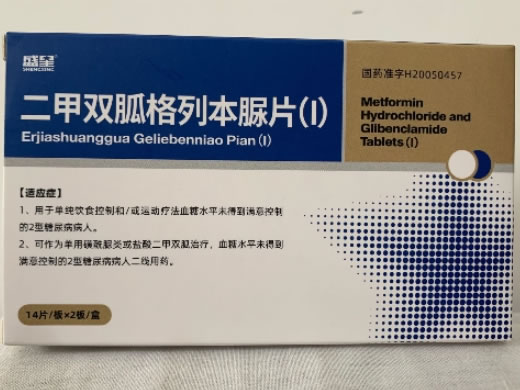 盛星
SHENGXING
国药准字H20050457
二甲双胍格列本脲片(Ⅰ)
Erjiashuanggua Geliebenniao Pian(Ⅰ)
Metformin
Hydrochloride and
Glibenclamide
Tablets(Ⅰ)
【适应症】
1、用于单纯饮食控制和/或运动疗法血糖水平未得到满意控制
的2型糖尿病病人。
2、可作为单用磺酰脲类或盐酸二甲双胍治疗，血糖水平未得到
满意控制的2型糖尿病病人二线用药。
14片/板×2板/盒